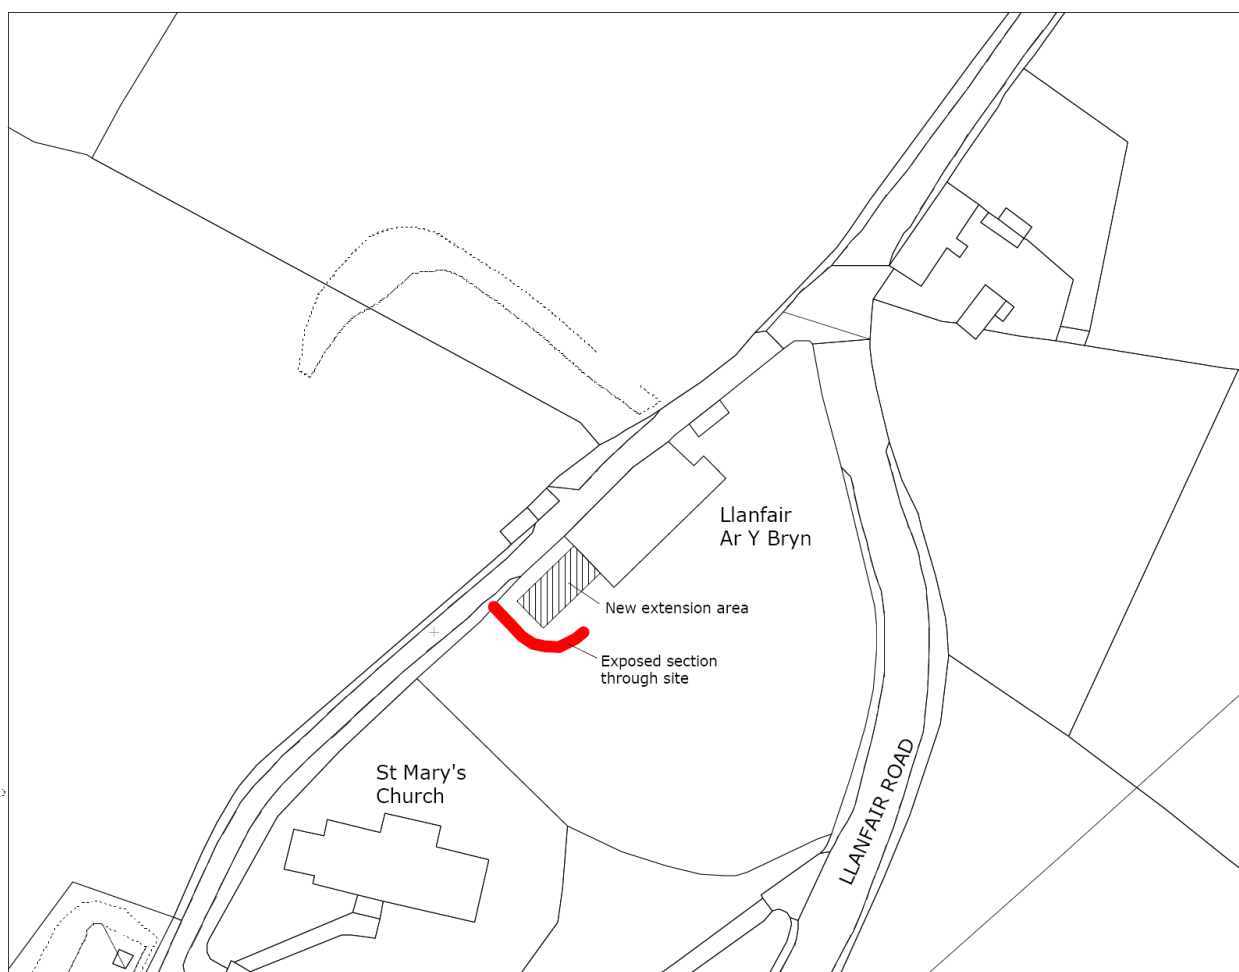 Llanfair
Ar Y Bryn
New extension area
Exposed section
through site
St Mary's
Church
LLANFAIR ROAD